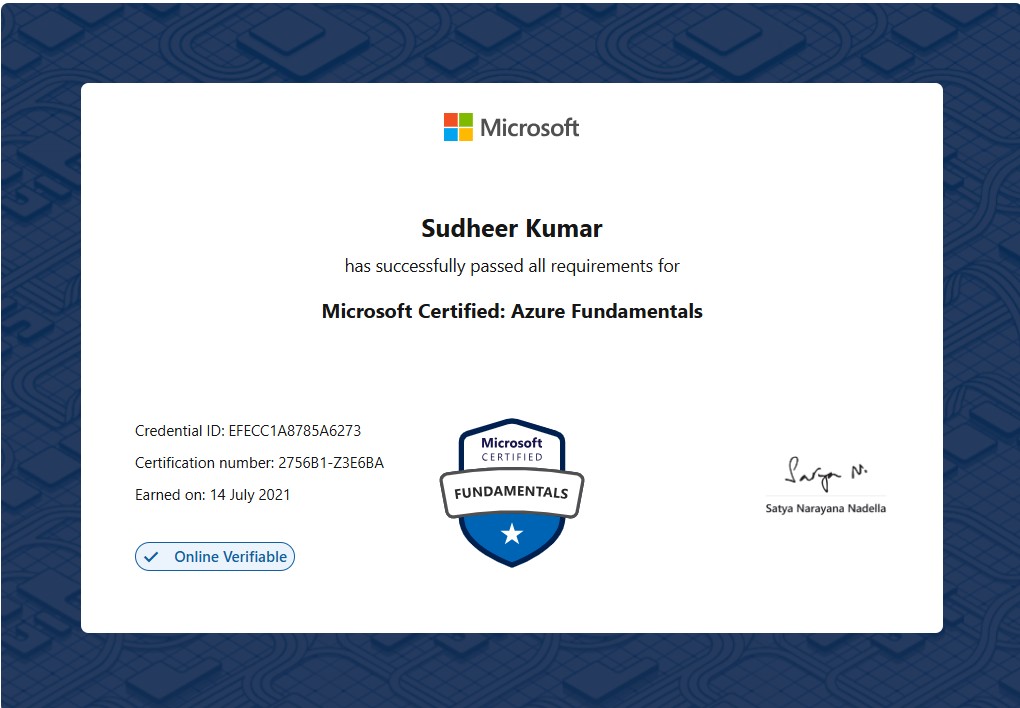 Microsoft
Sudheer Kumar
has successfully passed all requirements for
Microsoft Certified: Azure Fundamentals
Credential ID: EFECC1A8785A6273
Certification number: 2756B1-Z3E6BA
Earned on: 14 July 2021
Online Verifiable
Microsoft
CERTIFIED
FUNDAMENTALS
Satya N.
Satya Narayana Nadella